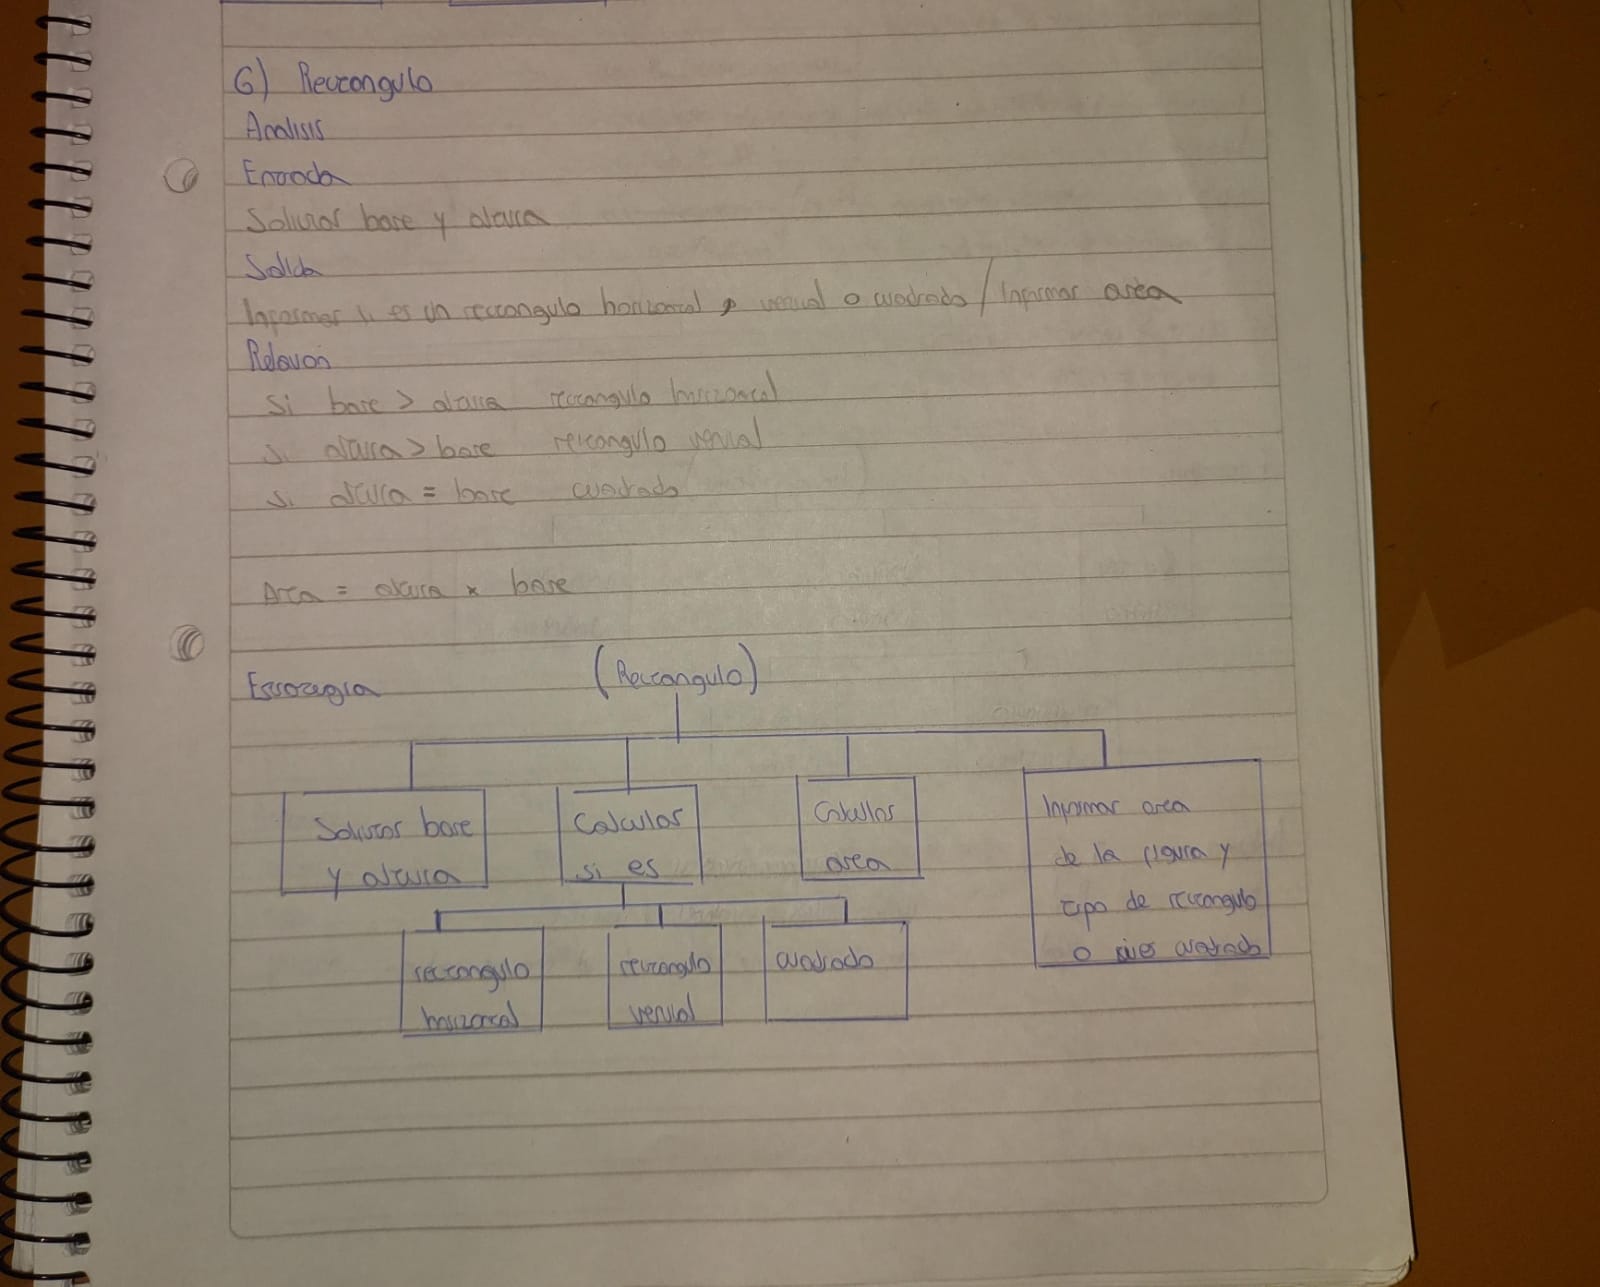 6) Rectangulo
Analisis
Entrada
Solicitar base y altura
Salida
Informar si es un rectangulo horizontal, vertical o cuadrado / Informar area
Relacion
Si base > altura rectangulo horizontal
si altura > base rectangulo vertical
si altura = base cuadrado
Area = altura x base
Estrategia
(Rectangulo)
Solicitar base
y altura
Calcular
si es
Calcular
area
Informar area
de la figura y
tipo de rectangulo
o si es cuadrado
rectangulo
horizontal
rectangulo
vertical
cuadrado